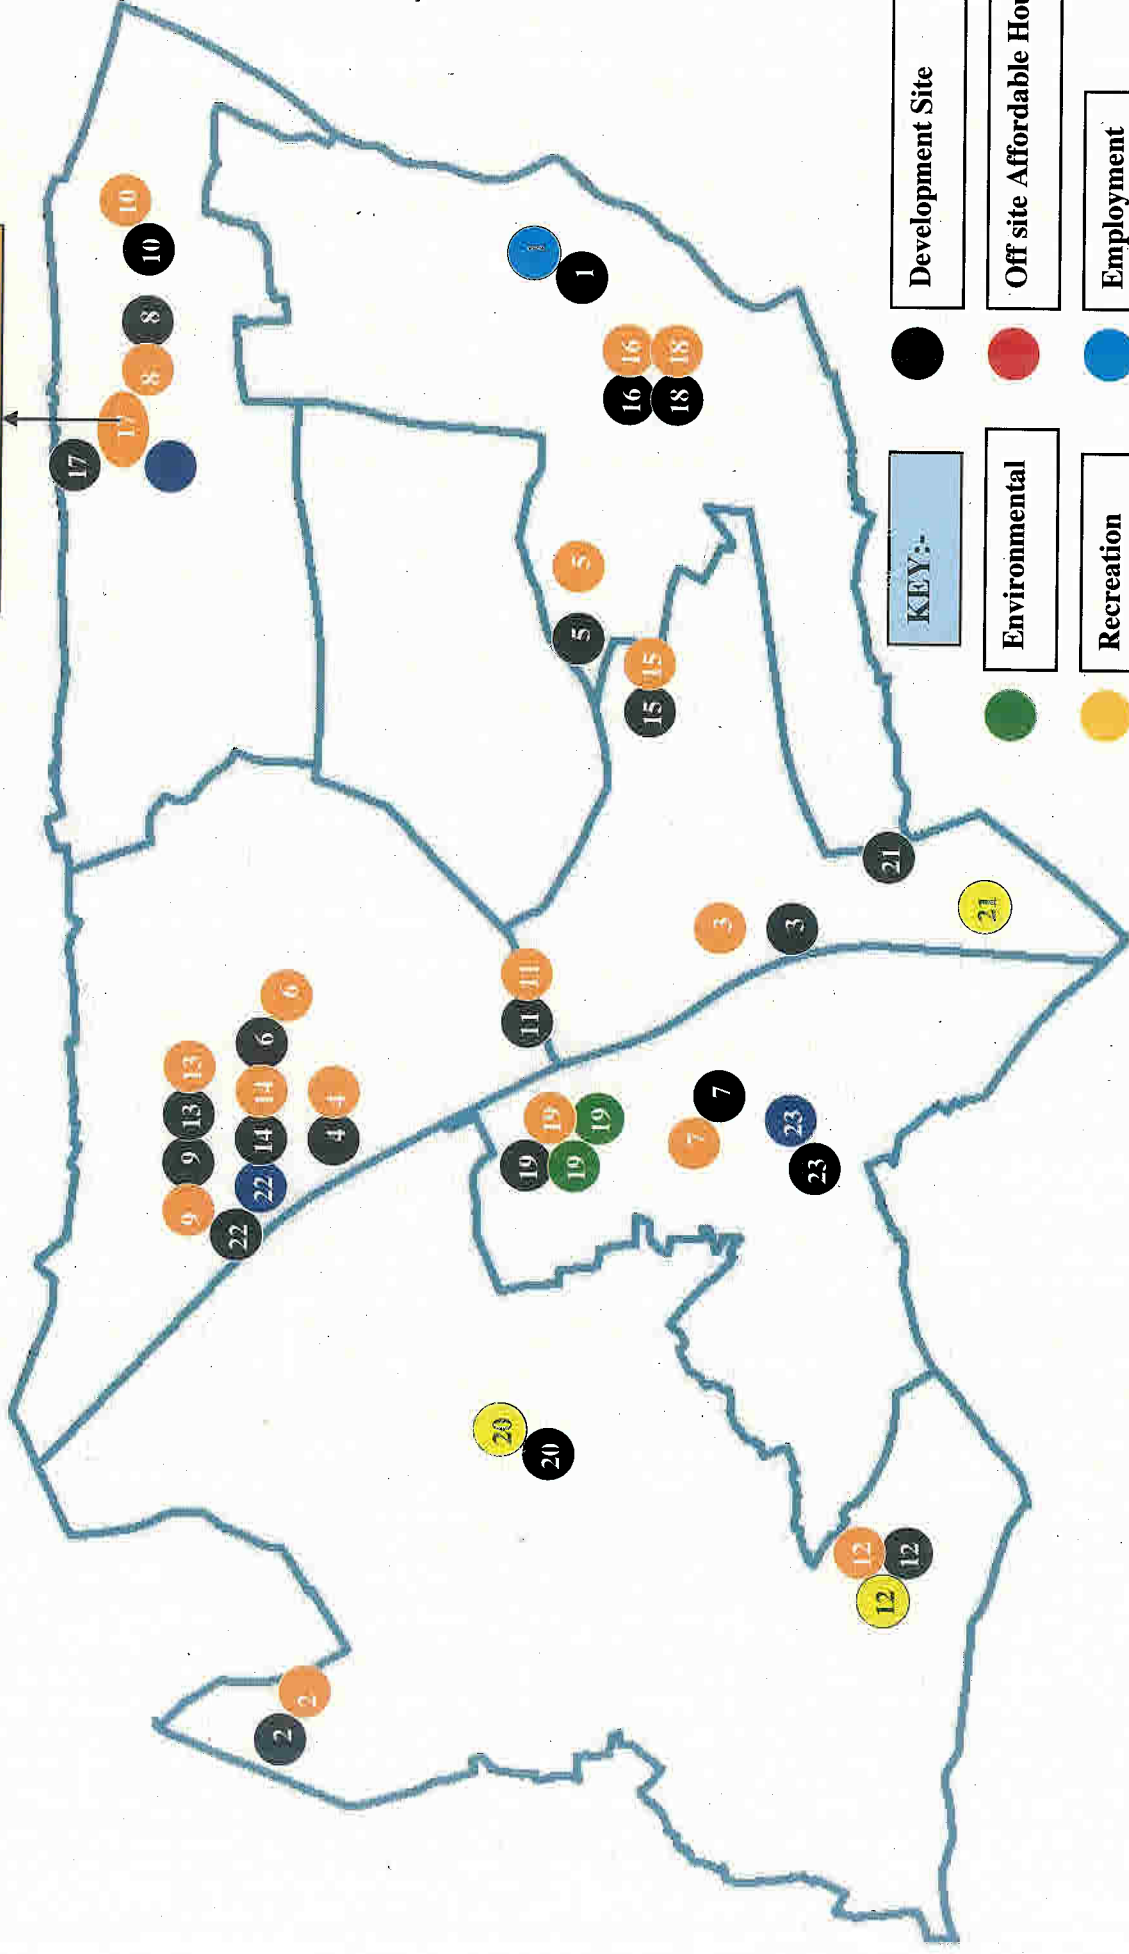 17
17 10
8 8 10
9 9 13 13
22
22 14 14 6
2
6
2
4 4
20
19 11 11
20 19
19 5 5 1
19
16 16
15 15
18 18
7
7 3
23 3
23
12
12 21
12
KEY:-
Development Site
21
Environmental
Off site Affordable Hou
Recreation
Employment